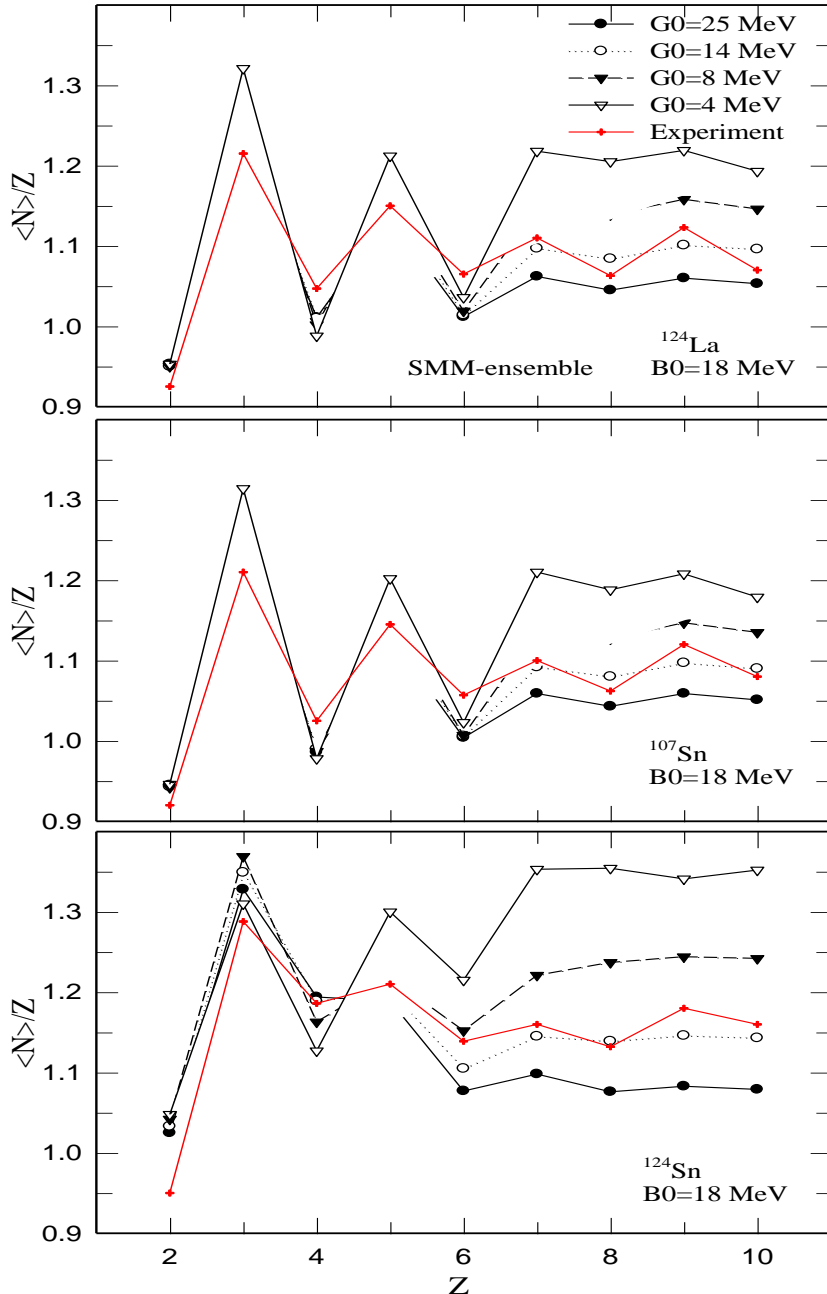 G0=25 MeV
G0=14 MeV
G0=8 MeV
G0=4 MeV
Experiment
1.3
1.2
1.1
1.0
0.9
<N>/Z
SMM-ensemble
124La
B0=18 MeV
1.3
1.2
1.1
1.0
0.9
<N>/Z
107Sn
B0=18 MeV
1.3
1.2
1.1
1.0
0.9
<N>/Z
124Sn
B0=18 MeV
2 4 6 8 10
Z